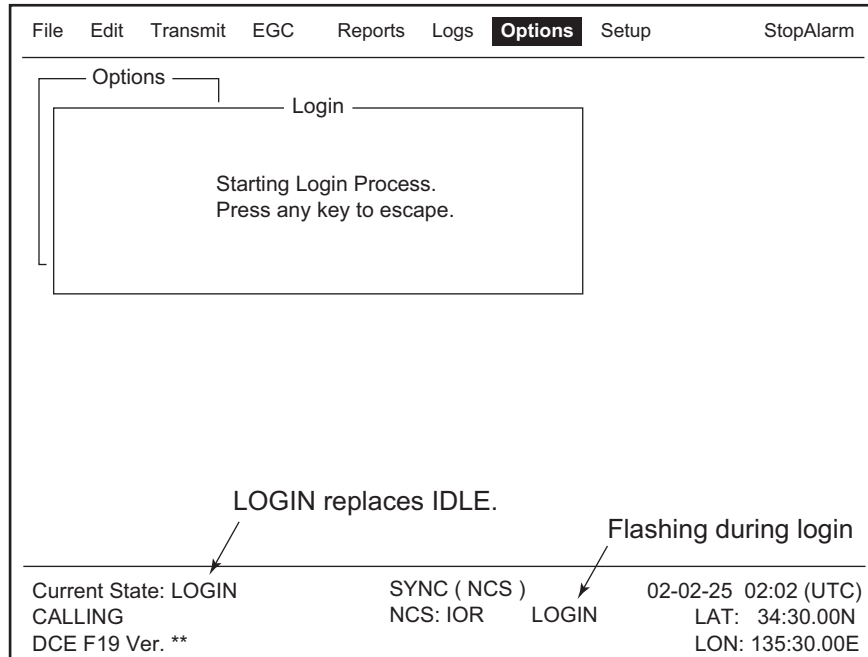 File Edit Transmit EGC Reports Logs Options Setup StopAlarm
Options
Login
Starting Login Process.
Press any key to escape.
LOGIN replaces IDLE.
Flashing during login
Current State: LOGIN SYNC ( NCS ) 02-02-25 02:02 (UTC)
CALLING NCS: IOR LOGIN LAT: 34:30.00N
DCE F19 Ver. ** LON: 135:30.00E